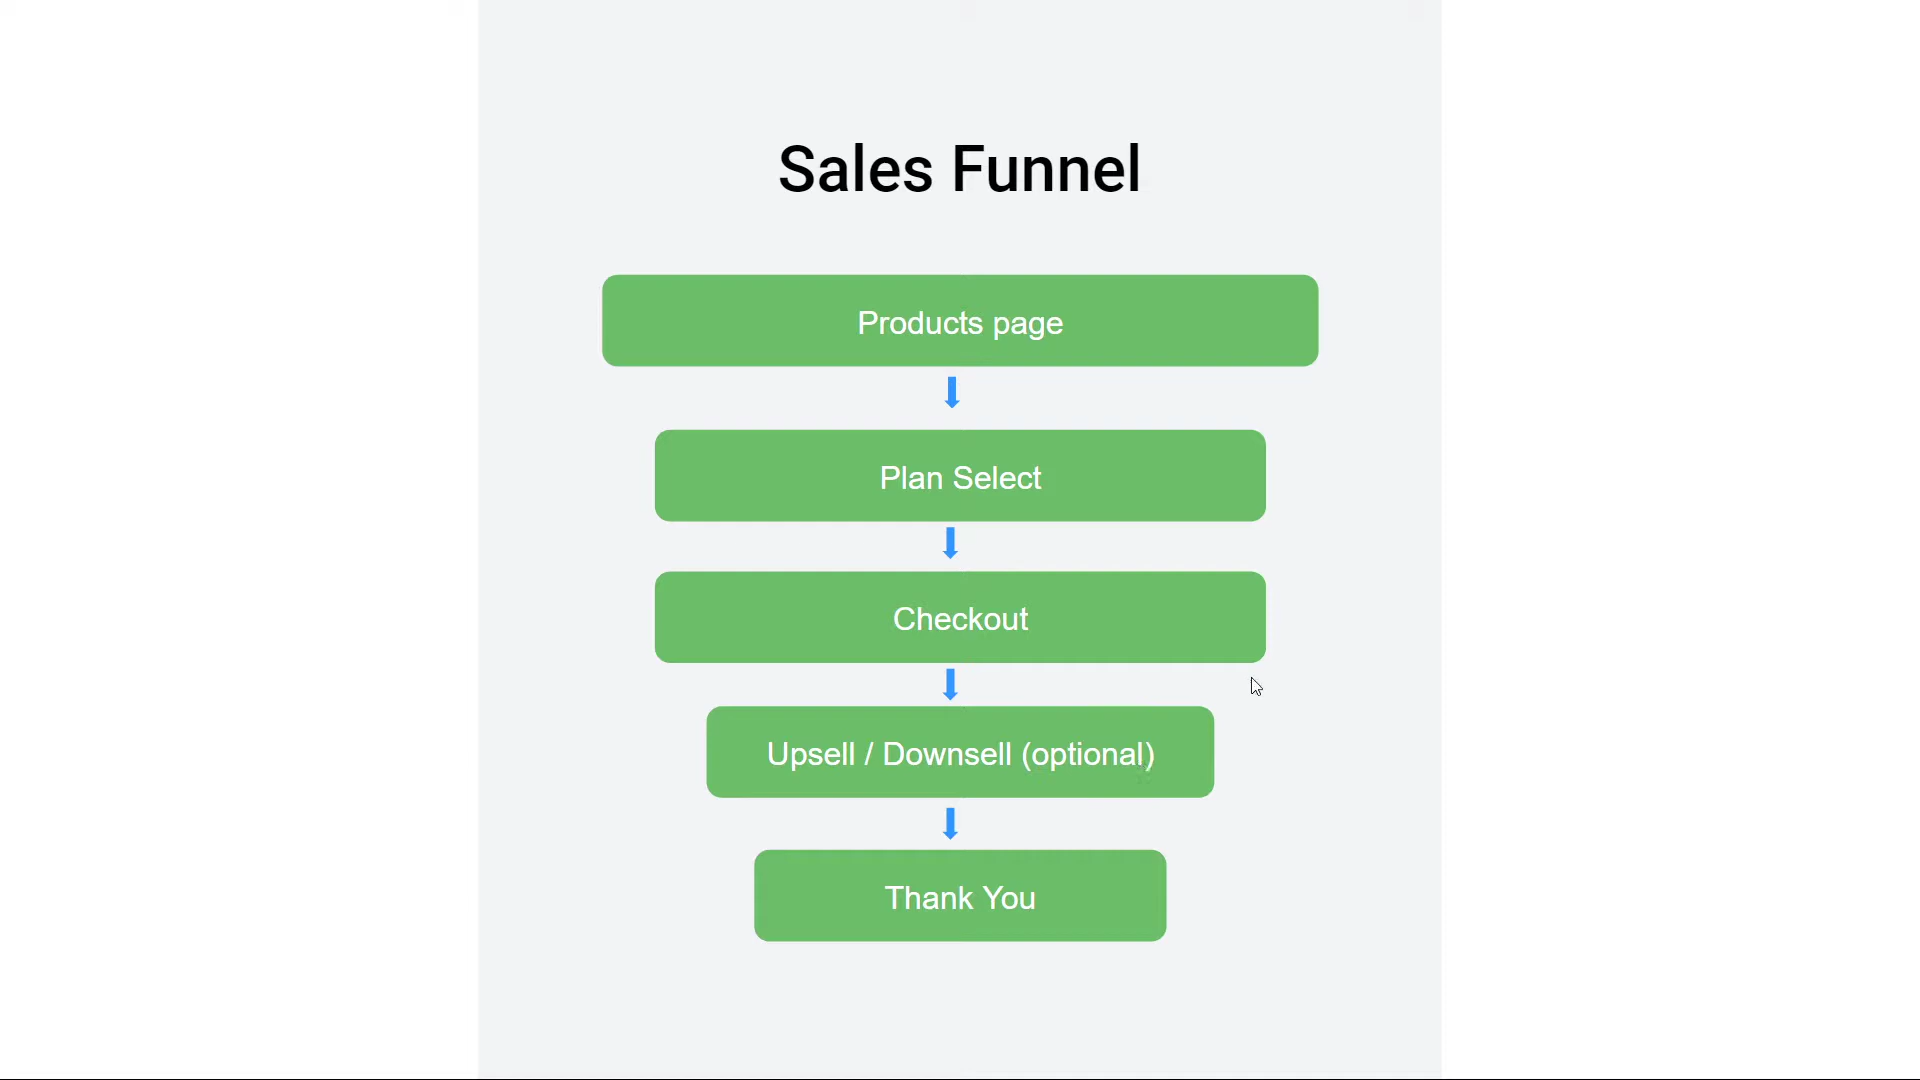 Sales Funnel
Products page
Plan Select
Checkout
Upsell / Downsell (optional)
Thank You